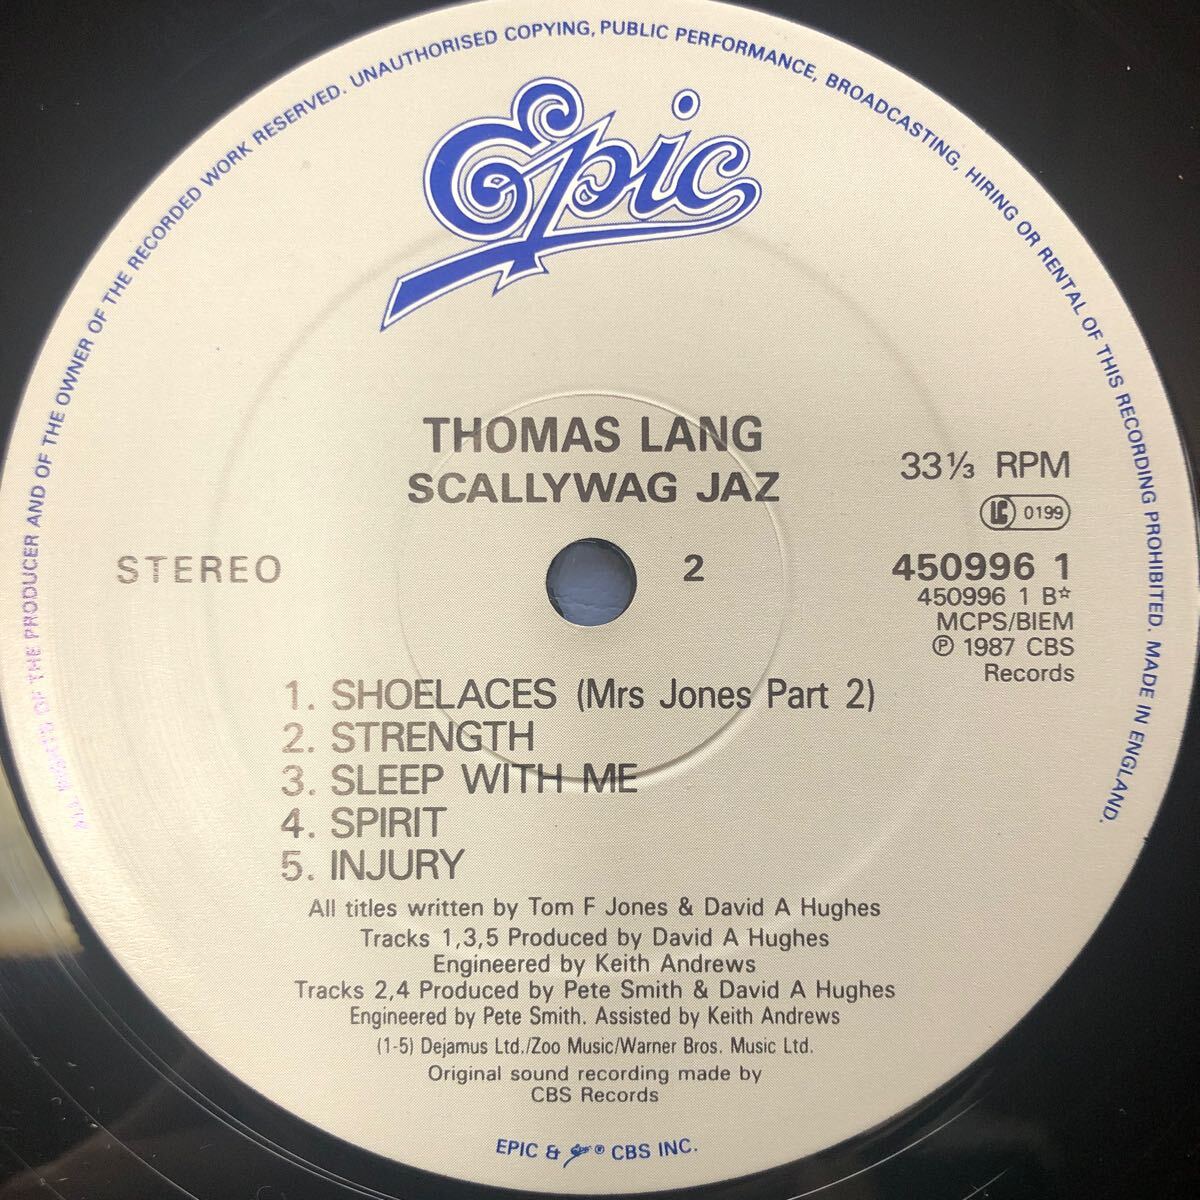 ALL RIGHTS OF THE PRODUCER AND OF THE OWNER OF THE RECORDED WORK RESERVED. UNAUTHORISED COPYING, PUBLIC PERFORMANCE, BROADCASTING, HIRING OR RENTAL OF THIS RECORDING PROHIBITED. MADE IN ENGLAND.
Epic
THOMAS LANG
SCALLYWAG JAZ
33⅓ RPM
LC 0199
STEREO
2
450996 1
450996 1 B☆
MCPS/BIEM
℗ 1987 CBS
Records
1. SHOELACES (Mrs Jones Part 2)
2. STRENGTH
3. SLEEP WITH ME
4. SPIRIT
5. INJURY
All titles written by Tom F Jones & David A Hughes
Tracks 1,3,5 Produced by David A Hughes
Engineered by Keith Andrews
Tracks 2,4 Produced by Pete Smith & David A Hughes
Engineered by Pete Smith. Assisted by Keith Andrews
(1-5) Dejamus Ltd./Zoo Music/Warner Bros. Music Ltd.
Original sound recording made by
CBS Records
EPIC & Epic ® CBS INC.